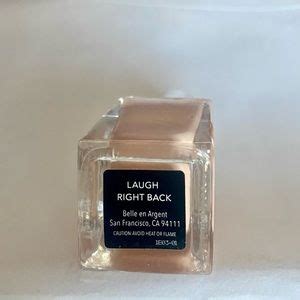 LAUGH
RIGHT BACK
Belle en Argent
San Francisco, CA 94111
CAUTION AVOID HEAT OR FLAME